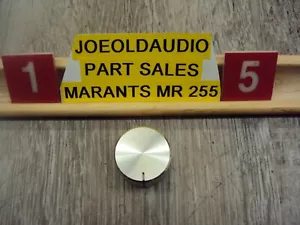 JOEOLDAUDIO
1 PART SALES 5
MARANTS MR 255